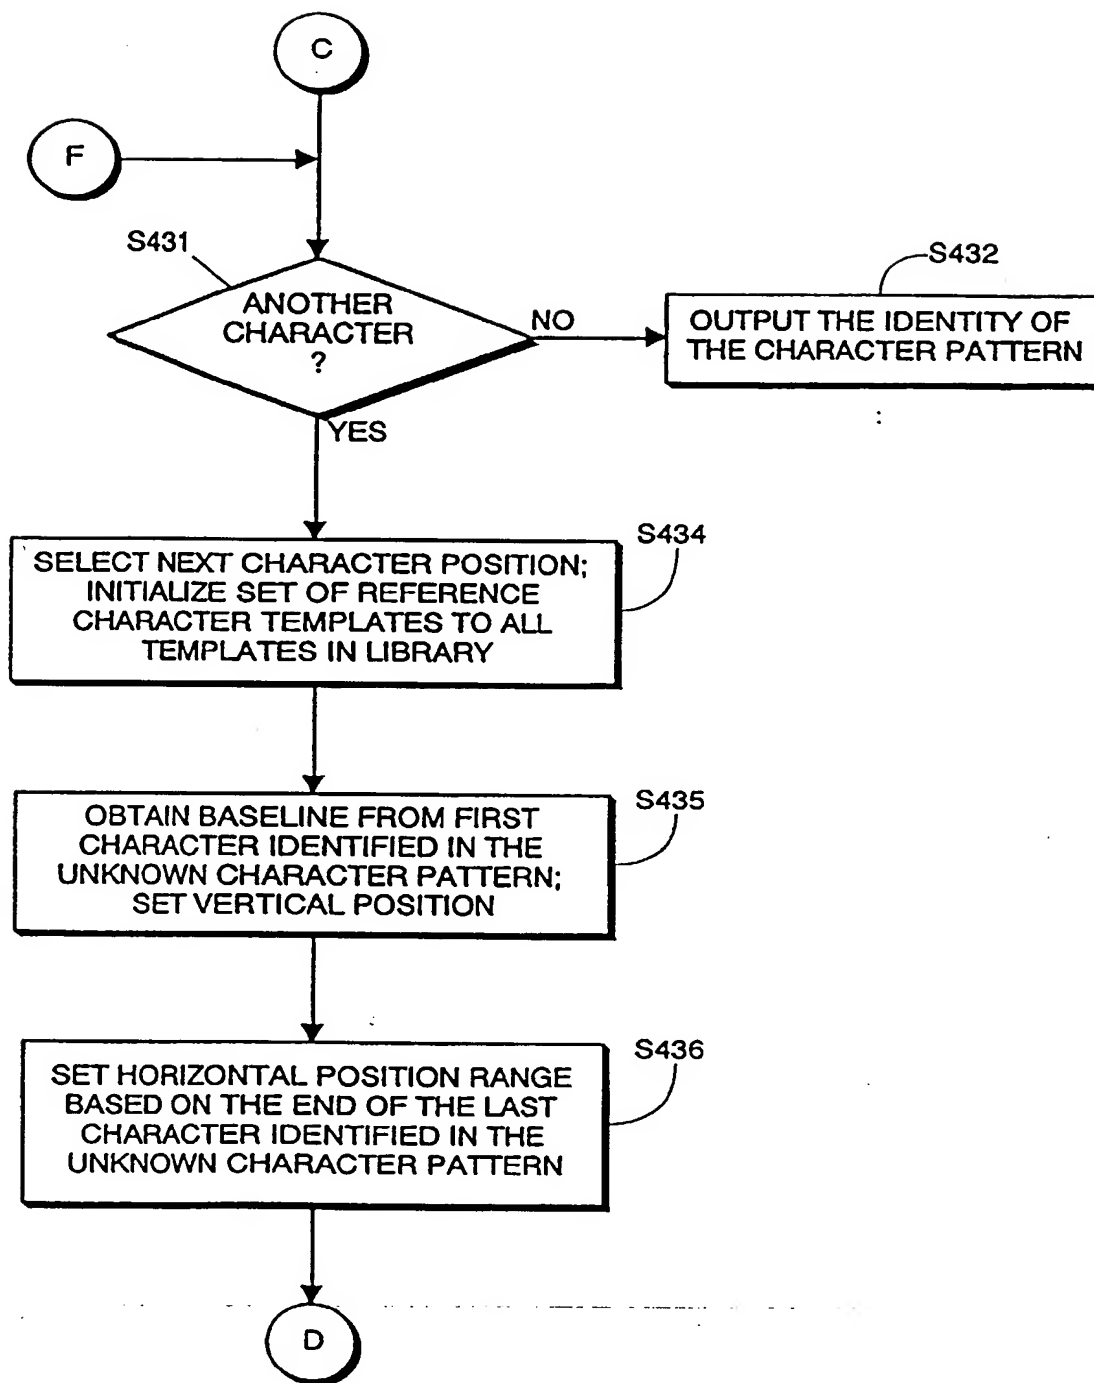 C
F
S431
S432
ANOTHER
CHARACTER
?
NO
OUTPUT THE IDENTITY OF
THE CHARACTER PATTERN
YES
S434
SELECT NEXT CHARACTER POSITION;
INITIALIZE SET OF REFERENCE
CHARACTER TEMPLATES TO ALL
TEMPLATES IN LIBRARY
S435
OBTAIN BASELINE FROM FIRST
CHARACTER IDENTIFIED IN THE
UNKNOWN CHARACTER PATTERN;
SET VERTICAL POSITION
S436
SET HORIZONTAL POSITION RANGE
BASED ON THE END OF THE LAST
CHARACTER IDENTIFIED IN THE
UNKNOWN CHARACTER PATTERN
D